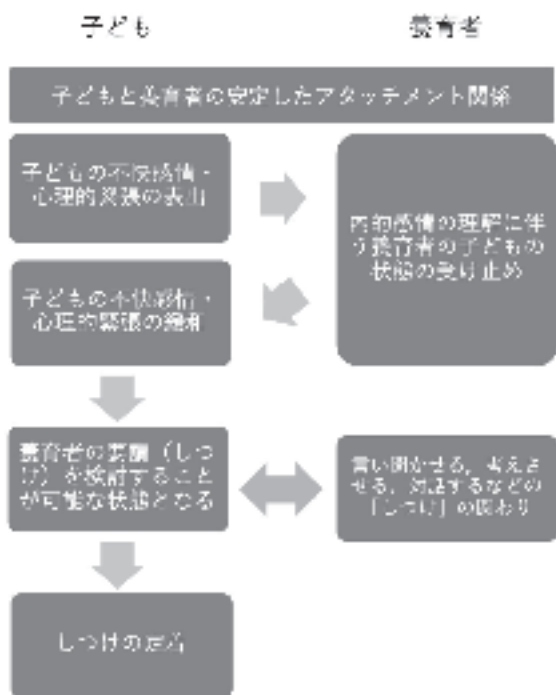 子ども
養育者
子どもと養育者の安定したアタッチメント関係
子どもの不快感情・
心理的緊張の表出
内的感情の理解に伴
う養育者の子どもの
状態の受け止め
子どもの不快感情・
心理的緊張の緩和
養育者の要請（しつ
け）を検討すること
が可能な状態となる
言い聞かせる，考えさ
せる，対話するなどの
「しつけ」の関わり
しつけの定着